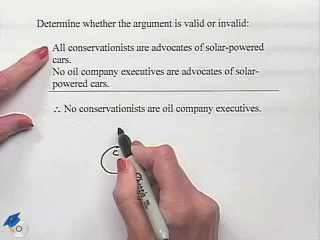 Determine whether the argument is valid or invalid:
All conservationists are advocates of solar-powered
cars.
No oil company executives are advocates of solar-
powered cars.
∴ No conservationists are oil company executives.
C
Sharpie